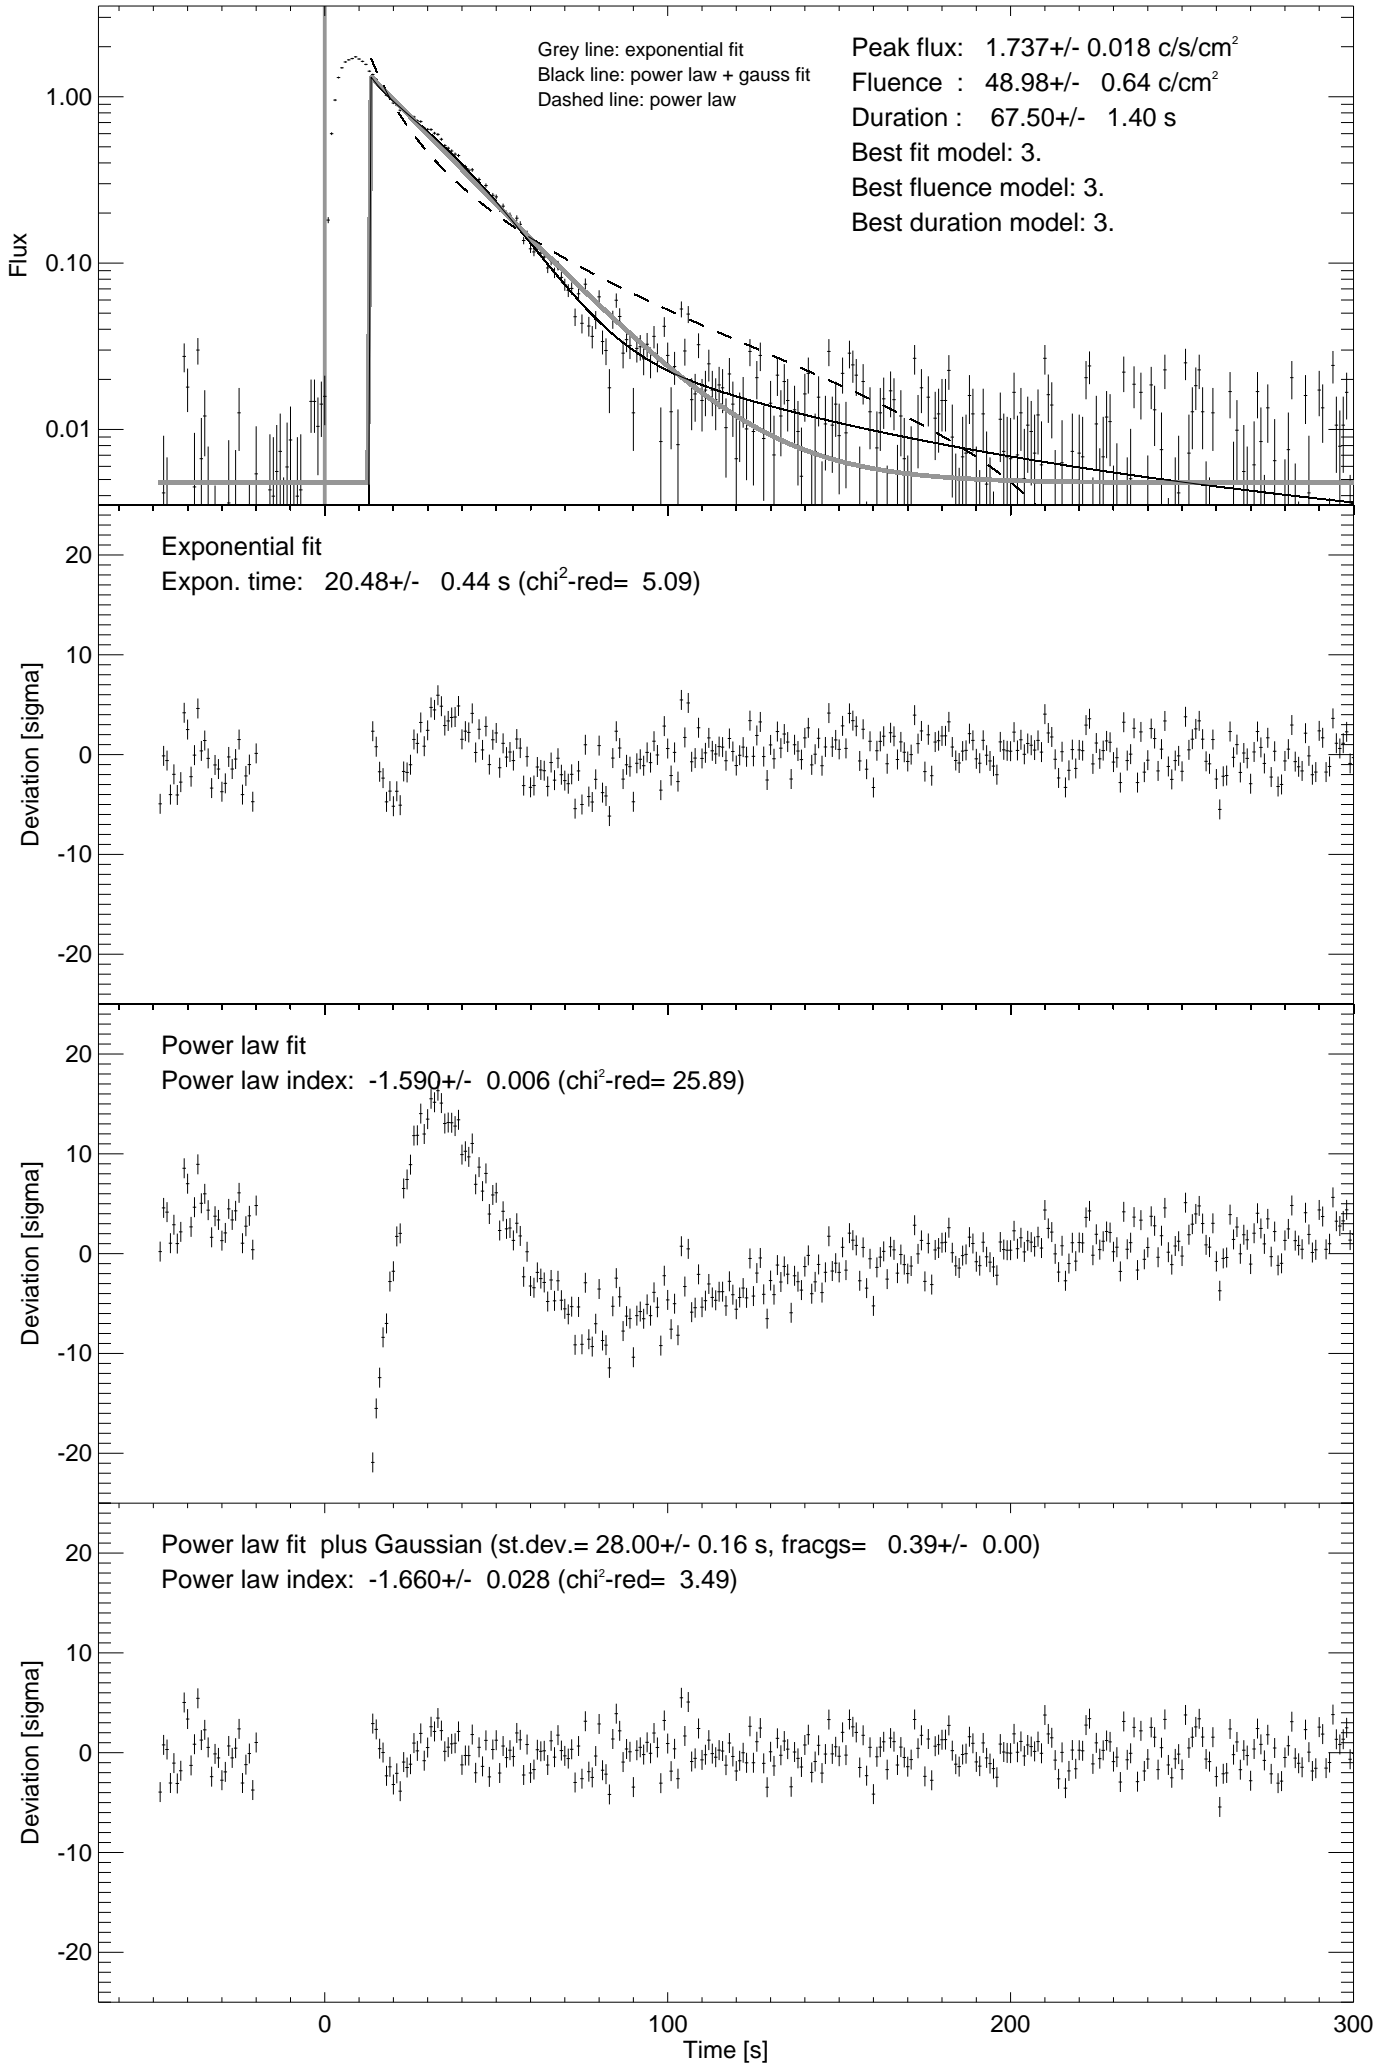 Grey line: exponential fit
Black line: power law + gauss fit
Dashed line: power law
Peak flux: 1.737+/- 0.018 c/s/cm²
Fluence : 48.98+/- 0.64 c/cm²
Duration : 67.50+/- 1.40 s
Best fit model: 3.
Best fluence model: 3.
Best duration model: 3.
1.00
0.10
0.01
Flux
Exponential fit
Expon. time: 20.48+/- 0.44 s (chi²-red= 5.09)
20
10
0
-10
-20
Deviation [sigma]
Power law fit
Power law index: -1.590+/- 0.006 (chi²-red= 25.89)
20
10
0
-10
-20
Deviation [sigma]
Power law fit plus Gaussian (st.dev.= 28.00+/- 0.16 s, fracgs= 0.39+/- 0.00)
Power law index: -1.660+/- 0.028 (chi²-red= 3.49)
20
10
0
-10
-20
Deviation [sigma]
0 100 200 300
Time [s]